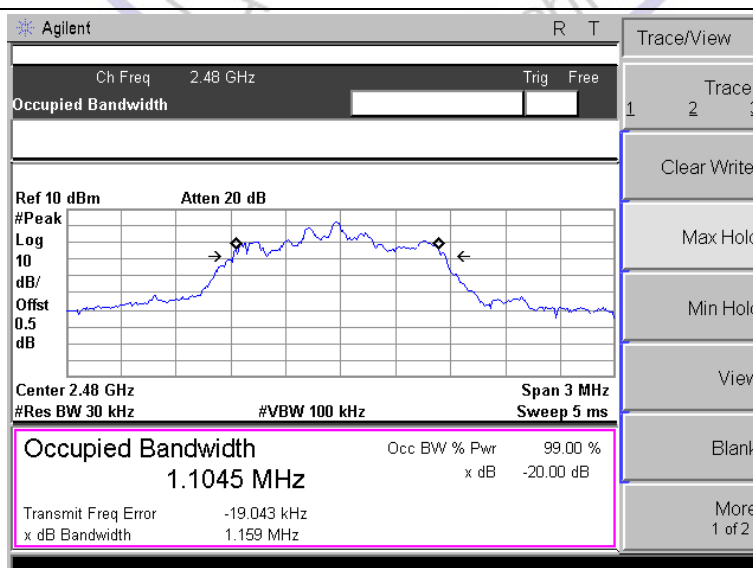 Agilent
R T
Trace/View
Ch Freq 2.48 GHz
Trig Free
Occupied Bandwidth
Trace
1 2
Clear Write
Max Hold
Min Hold
View
Blank
More
1 of 2
Ref 10 dBm
Atten 20 dB
#Peak
Log
10
dB/
Offst
0.5
dB
Center 2.48 GHz
Span 3 MHz
#Res BW 30 kHz
#VBW 100 kHz
Sweep 5 ms
Occupied Bandwidth
1.1045 MHz
Occ BW % Pwr 99.00 %
x dB -20.00 dB
Transmit Freq Error -19.043 kHz
x dB Bandwidth 1.159 MHz